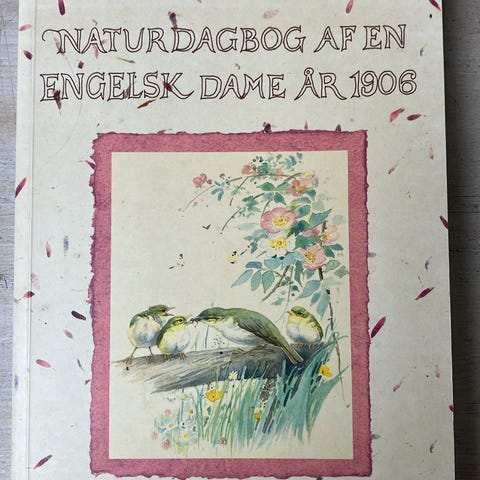 NATURDAGBOG AF EN
ENGELSK DAME ÅR 1906